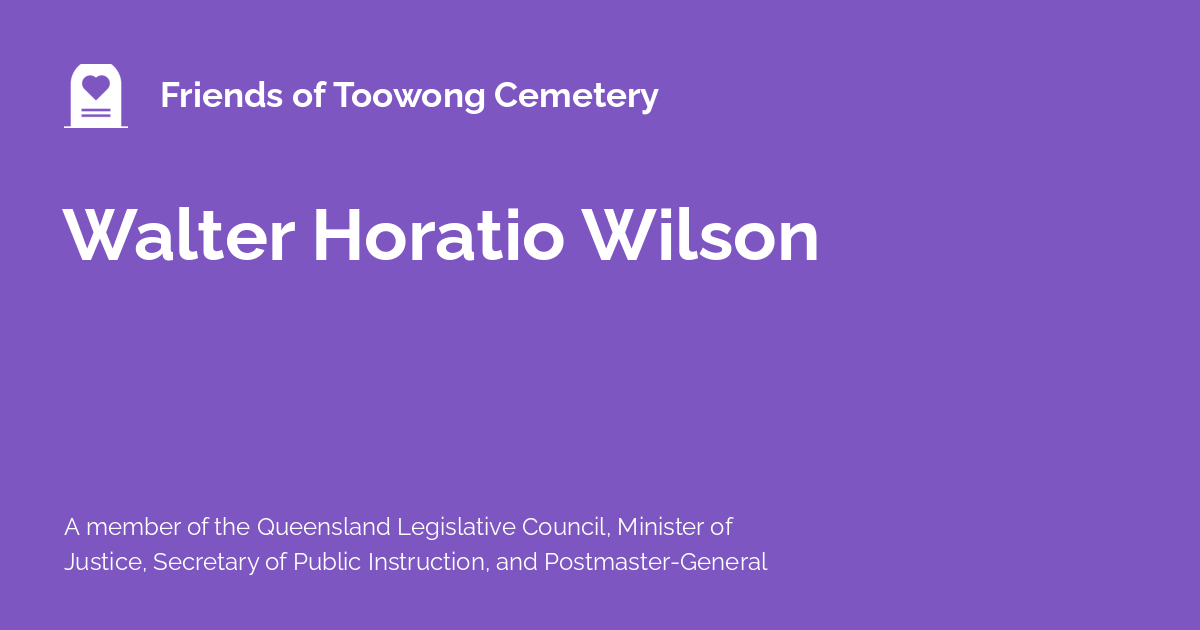 Friends of Toowong Cemetery
Walter Horatio Wilson
A member of the Queensland Legislative Council, Minister of
Justice, Secretary of Public Instruction, and Postmaster-General